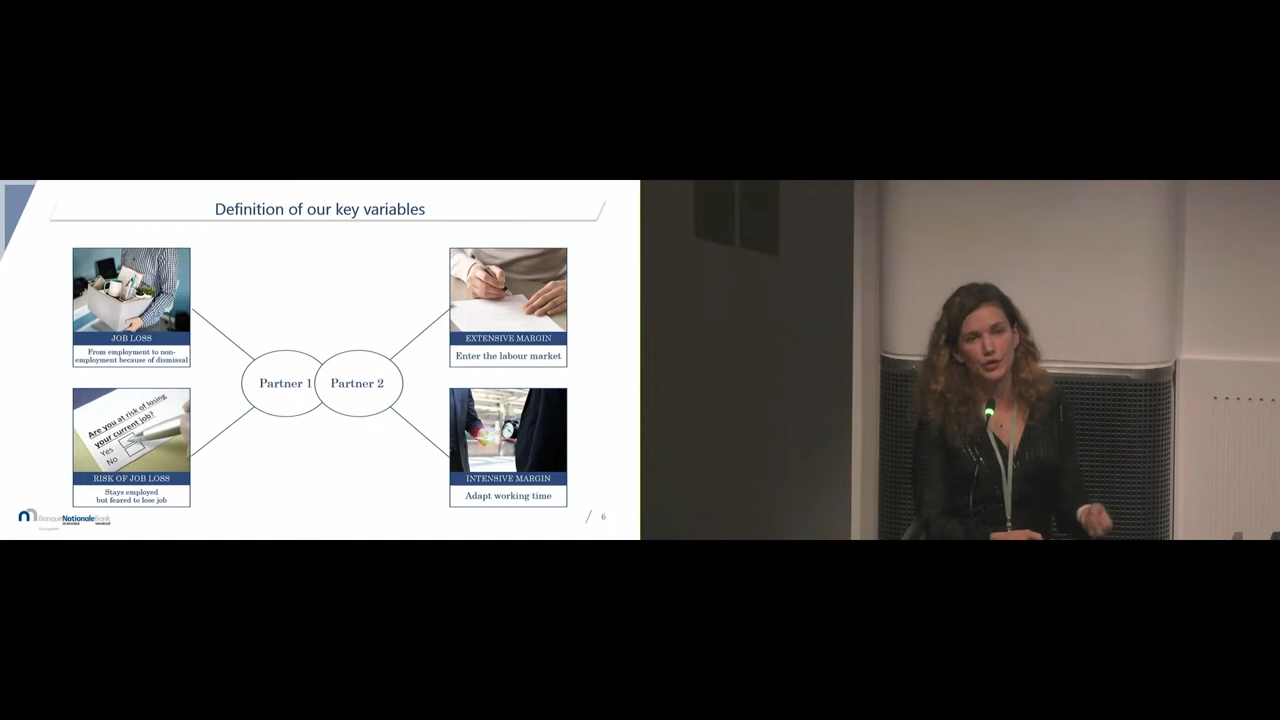 Definition of our key variables
JOB LOSS
From employment to non-
employment because of dismissal
Are you at risk of losing
your current job?
Yes
No
RISK OF JOB LOSS
Stays employed
but feared to lose job
Partner 1
Partner 2
EXTENSIVE MARGIN
Enter the labour market
INTENSIVE MARGIN
Adapt working time
BanqueNationaleBank
Eurosystem
6